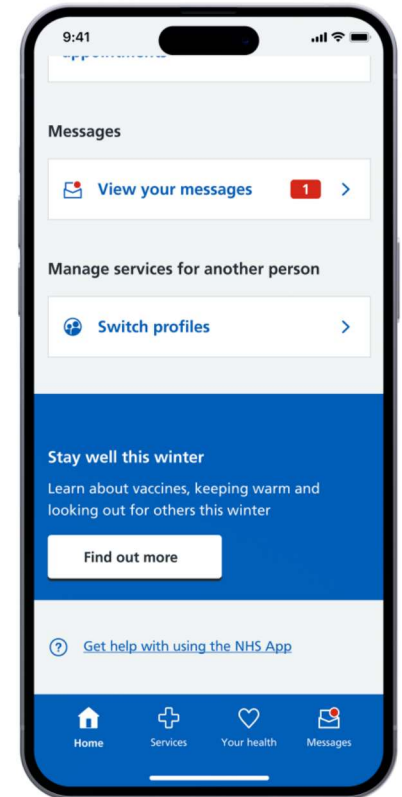 9:41
Messages
View your messages 1
Manage services for another person
Switch profiles
Stay well this winter
Learn about vaccines, keeping warm and
looking out for others this winter
Find out more
Get help with using the NHS App
Home Services Your health Messages